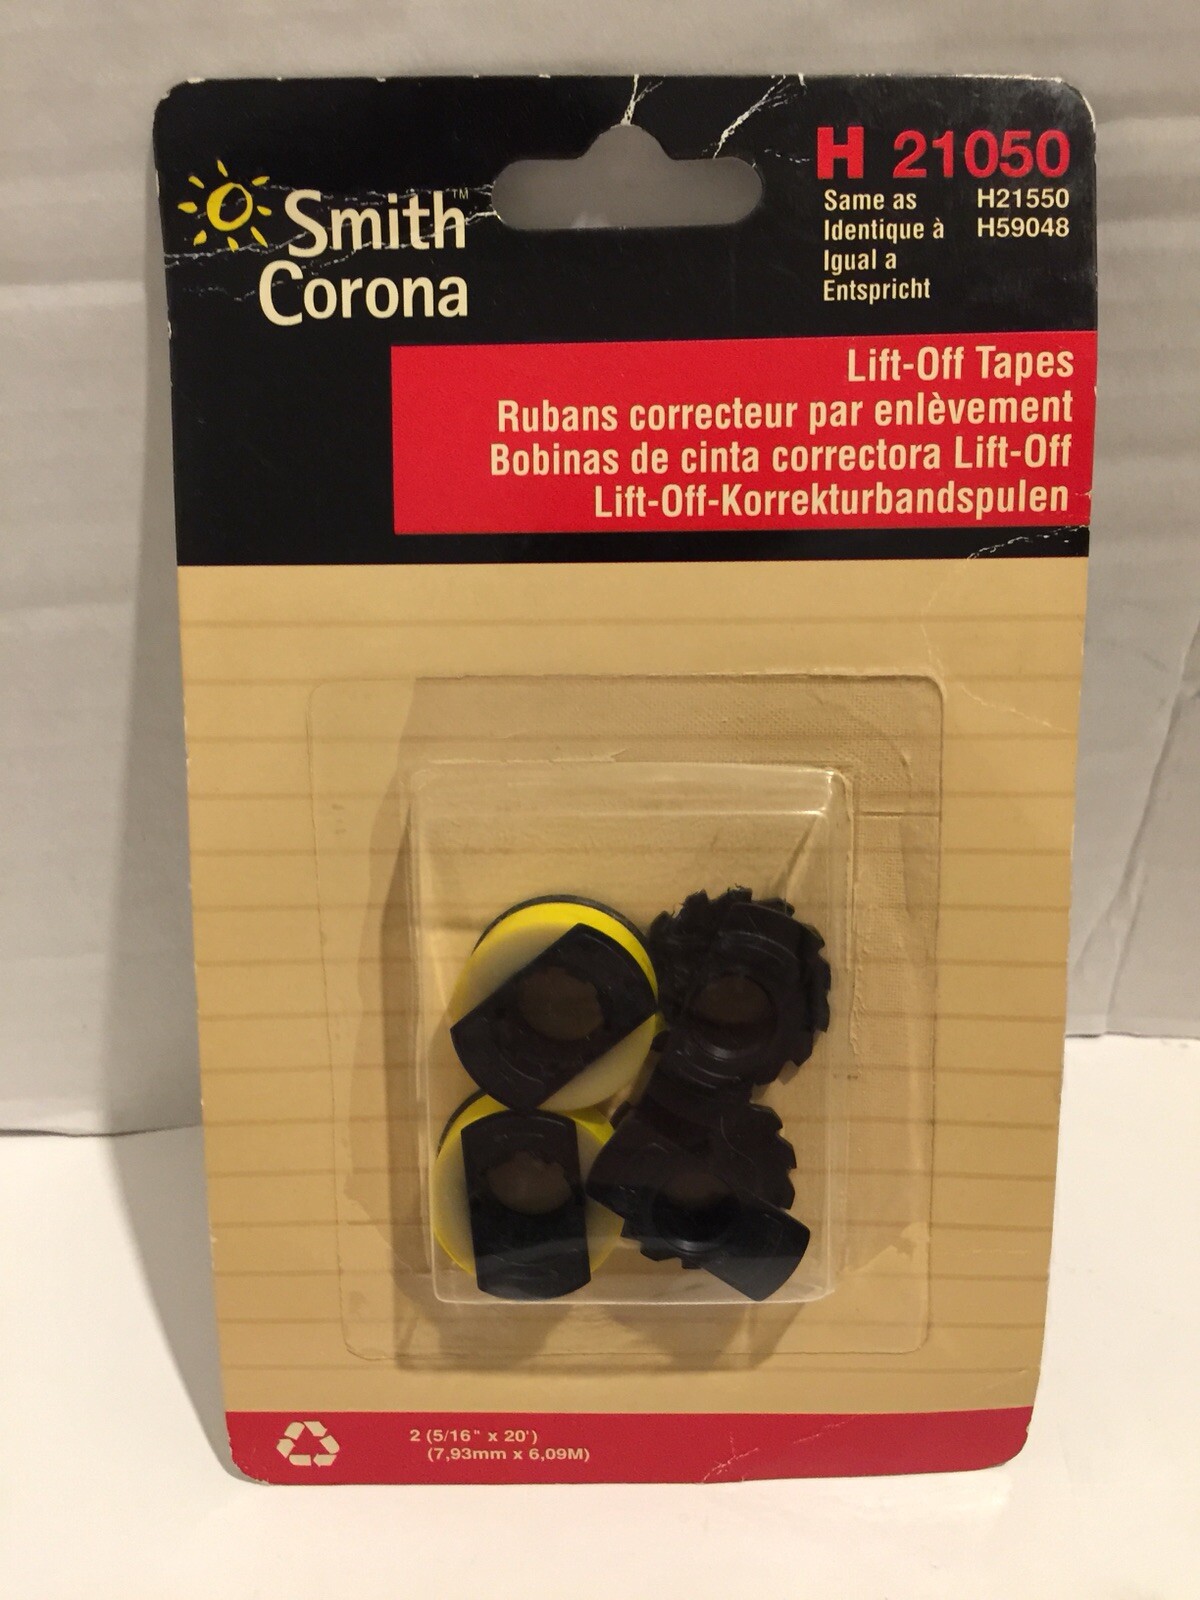 Smith™
Corona
H 21050
Same as H21550
Identique à H59048
Igual a
Entspricht
Lift-Off Tapes
Rubans correcteur par enlèvement
Bobinas de cinta correctora Lift-Off
Lift-Off-Korrekturbandspulen
2 (5/16" x 20')
(7,93mm x 6,09M)